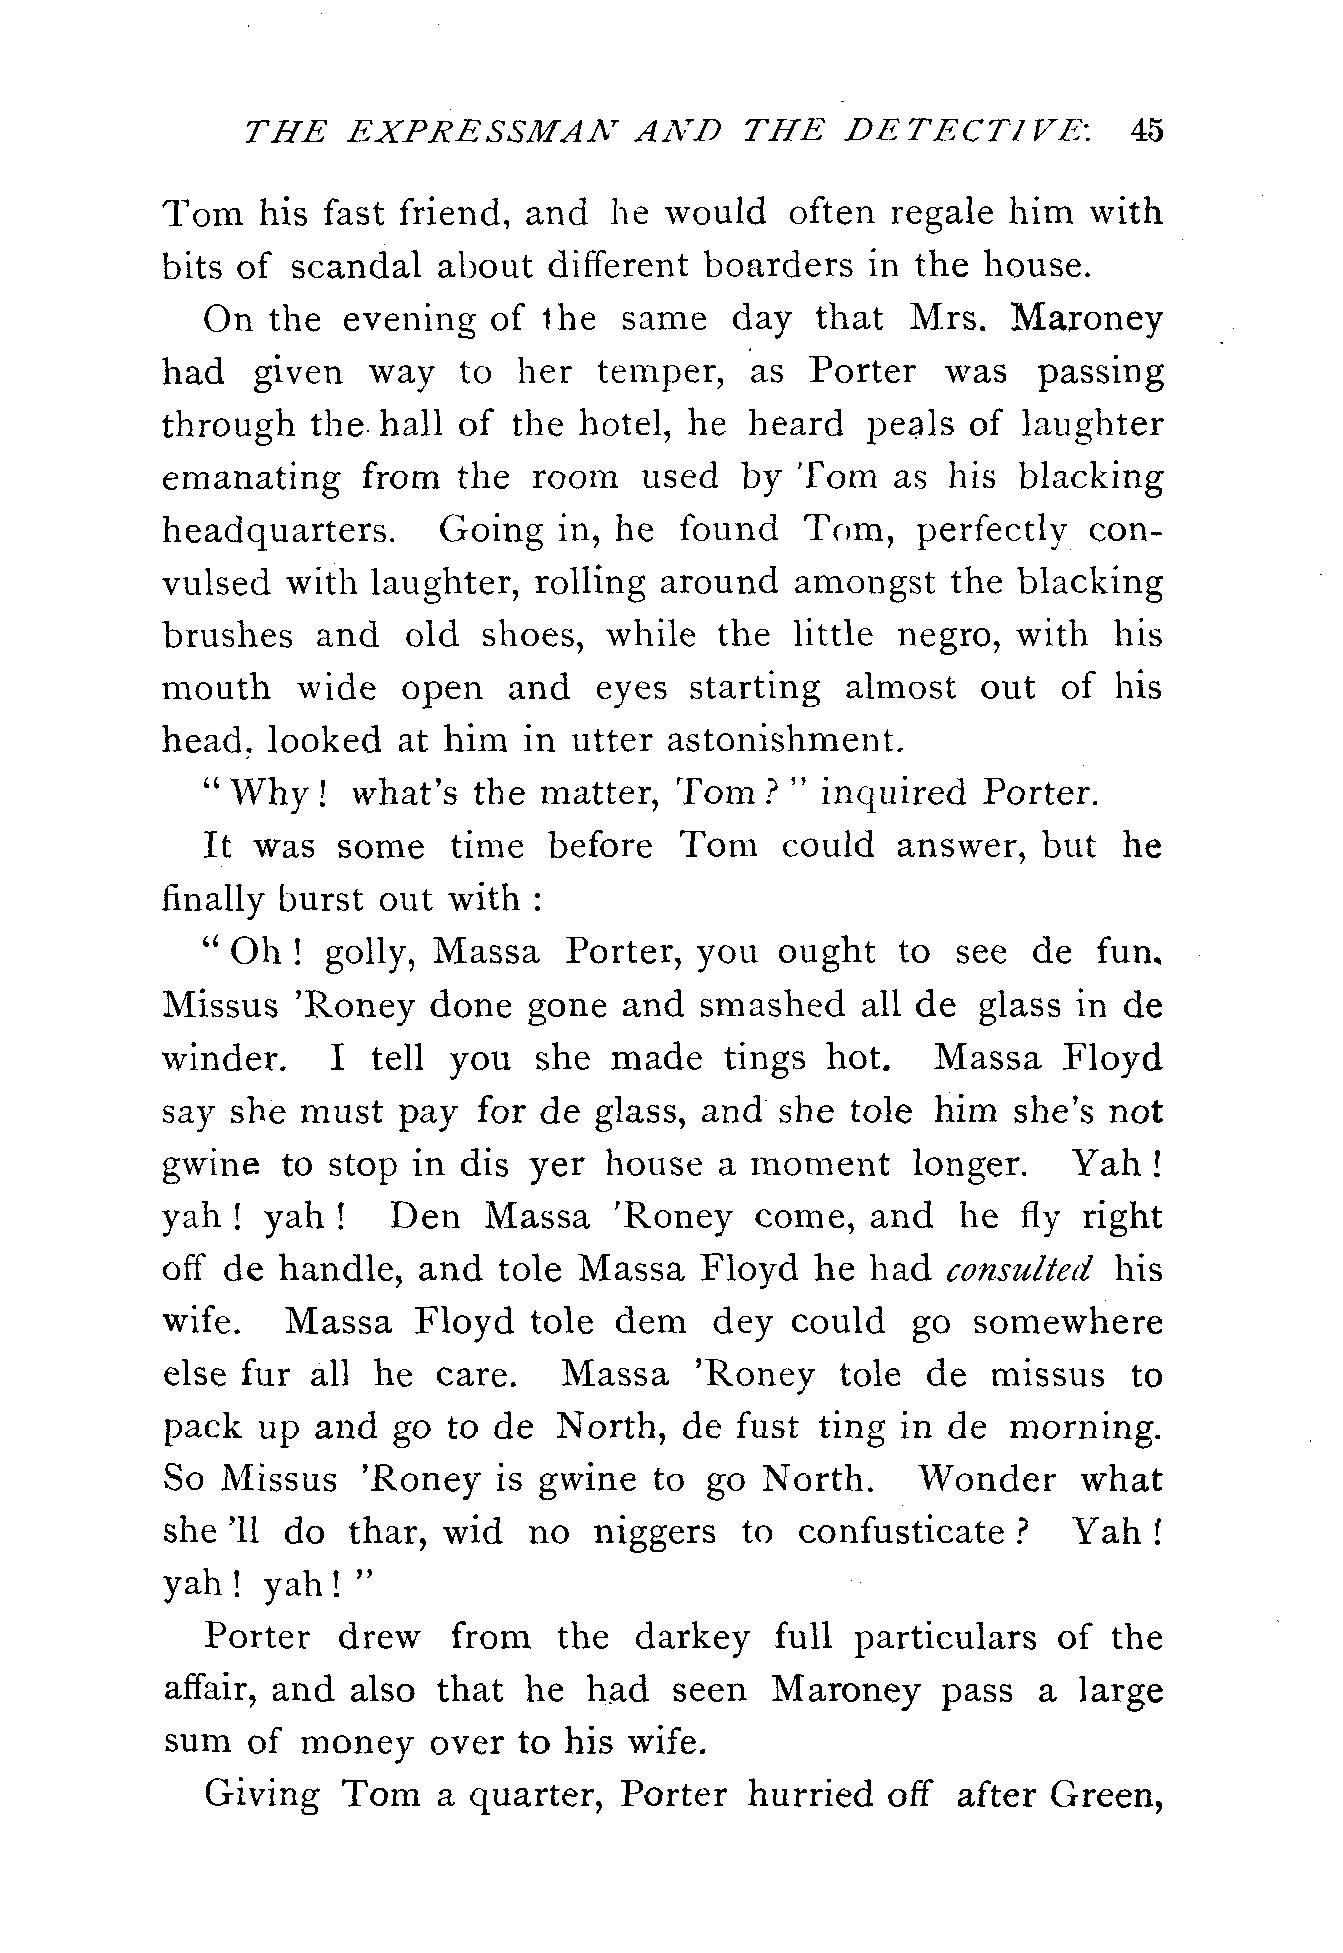 THE EXPRESSMAN AND THE DETECTIVE. 45
Tom his fast friend, and he would often regale him with
bits of scandal about different boarders in the house.
On the evening of the same day that Mrs. Maroney
had given way to her temper, as Porter was passing
through the hall of the hotel, he heard peals of laughter
emanating from the room used by Tom as his blacking
headquarters. Going in, he found Tom, perfectly con-
vulsed with laughter, rolling around amongst the blacking
brushes and old shoes, while the little negro, with his
mouth wide open and eyes starting almost out of his
head, looked at him in utter astonishment.
“Why! what's the matter, Tom?” inquired Porter.
It was some time before Tom could answer, but he
finally burst out with :
“Oh! golly, Massa Porter, you ought to see de fun.
Missus 'Roney done gone and smashed all de glass in de
winder. I tell you she made tings hot. Massa Floyd
say she must pay for de glass, and she tole him she's not
gwine to stop in dis yer house a moment longer. Yah!
yah! yah! Den Massa 'Roney come, and he fly right
off de handle, and tole Massa Floyd he had consulted his
wife. Massa Floyd tole dem dey could go somewhere
else fur all he care. Massa 'Roney tole de missus to
pack up and go to de North, de fust ting in de morning.
So Missus 'Roney is gwine to go North. Wonder what
she 'll do thar, wid no niggers to confusticate? Yah!
yah! yah!”
Porter drew from the darkey full particulars of the
affair, and also that he had seen Maroney pass a large
sum of money over to his wife.
Giving Tom a quarter, Porter hurried off after Green,